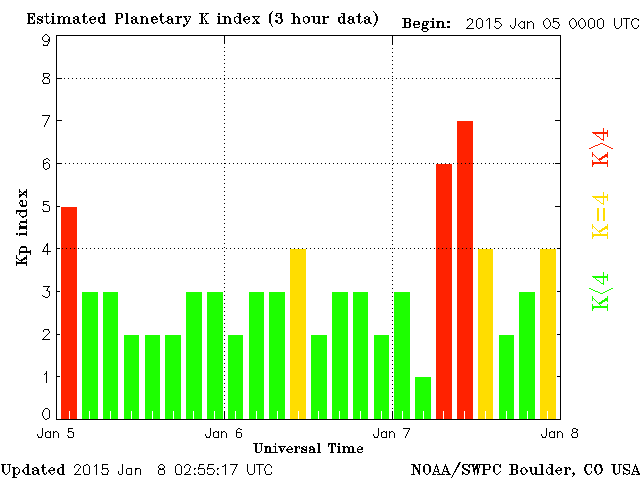 Estimated Planetary K index (3 hour data) Begin: 2015 Jan 05 0000 UTC
9
8
7
6
5
4
3
2
1
0
Kp index
K>4
K=4
K<4
Jan 5 Jan 6 Jan 7 Jan 8
Universal Time
Updated 2015 Jan 8 02:55:17 UTC NOAA/SWPC Boulder, CO USA